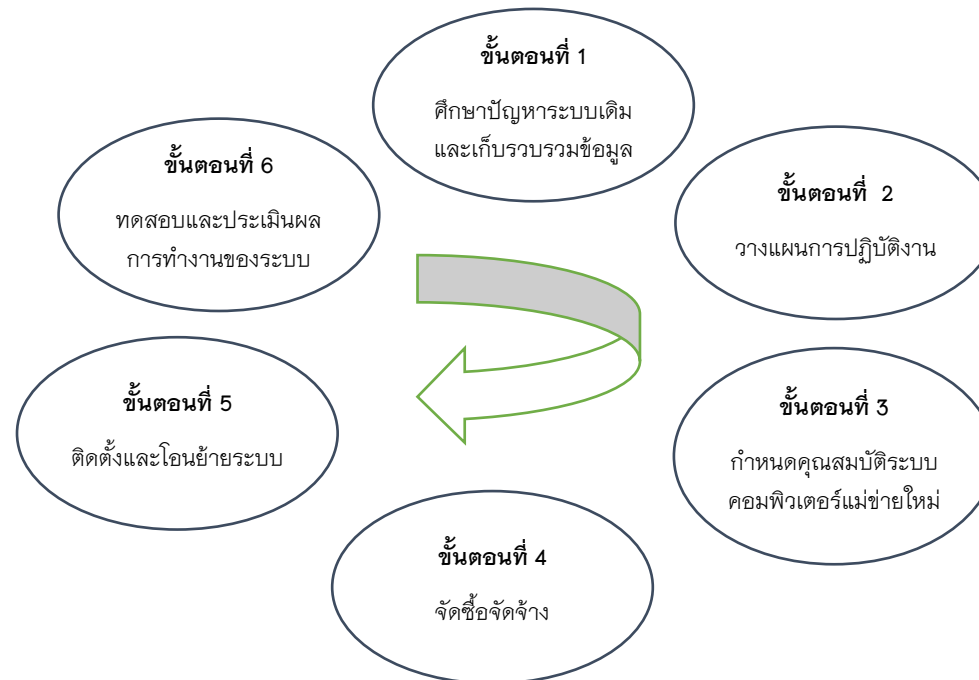 ขั้นตอนที่ 1
ศึกษาปัญหาระบบเดิม
และเก็บรวบรวมข้อมูล
ขั้นตอนที่  2
วางแผนการปฏิบัติงาน
ขั้นตอนที่ 3
กำหนดคุณสมบัติระบบ
คอมพิวเตอร์แม่ข่ายใหม่
ขั้นตอนที่ 4
จัดซื้อจัดจ้าง
ขั้นตอนที่ 5
ติดตั้งและโอนย้ายระบบ
ขั้นตอนที่ 6
ทดสอบและประเมินผล
การทำงานของระบบ